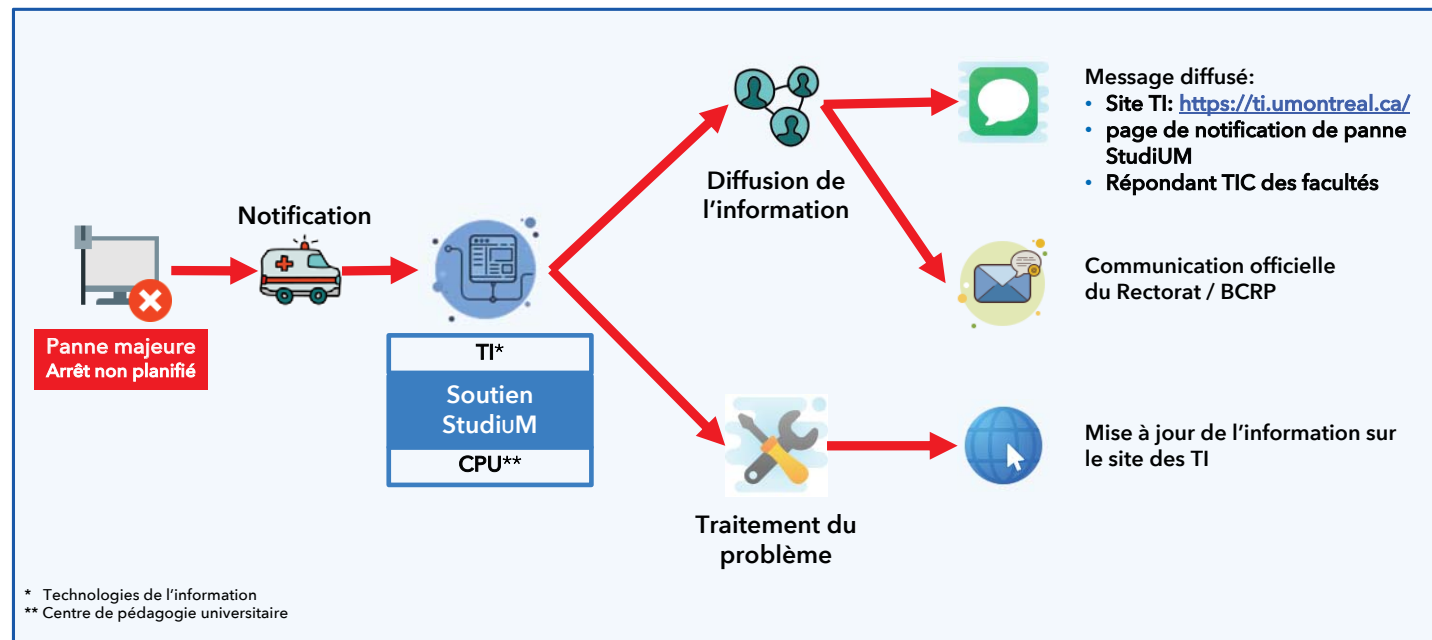 Notification
Panne majeure
Arrêt non planifié
TI*
Soutien
StudiUM
CPU**
Diffusion de
l'information
Message diffusé:
• Site TI: https://ti.umontreal.ca/
• page de notification de panne
StudiUM
• Répondant TIC des facultés
Communication officielle
du Rectorat / BCRP
Traitement du
problème
Mise à jour de l'information sur
le site des TI
* Technologies de l'information
** Centre de pédagogie universitaire